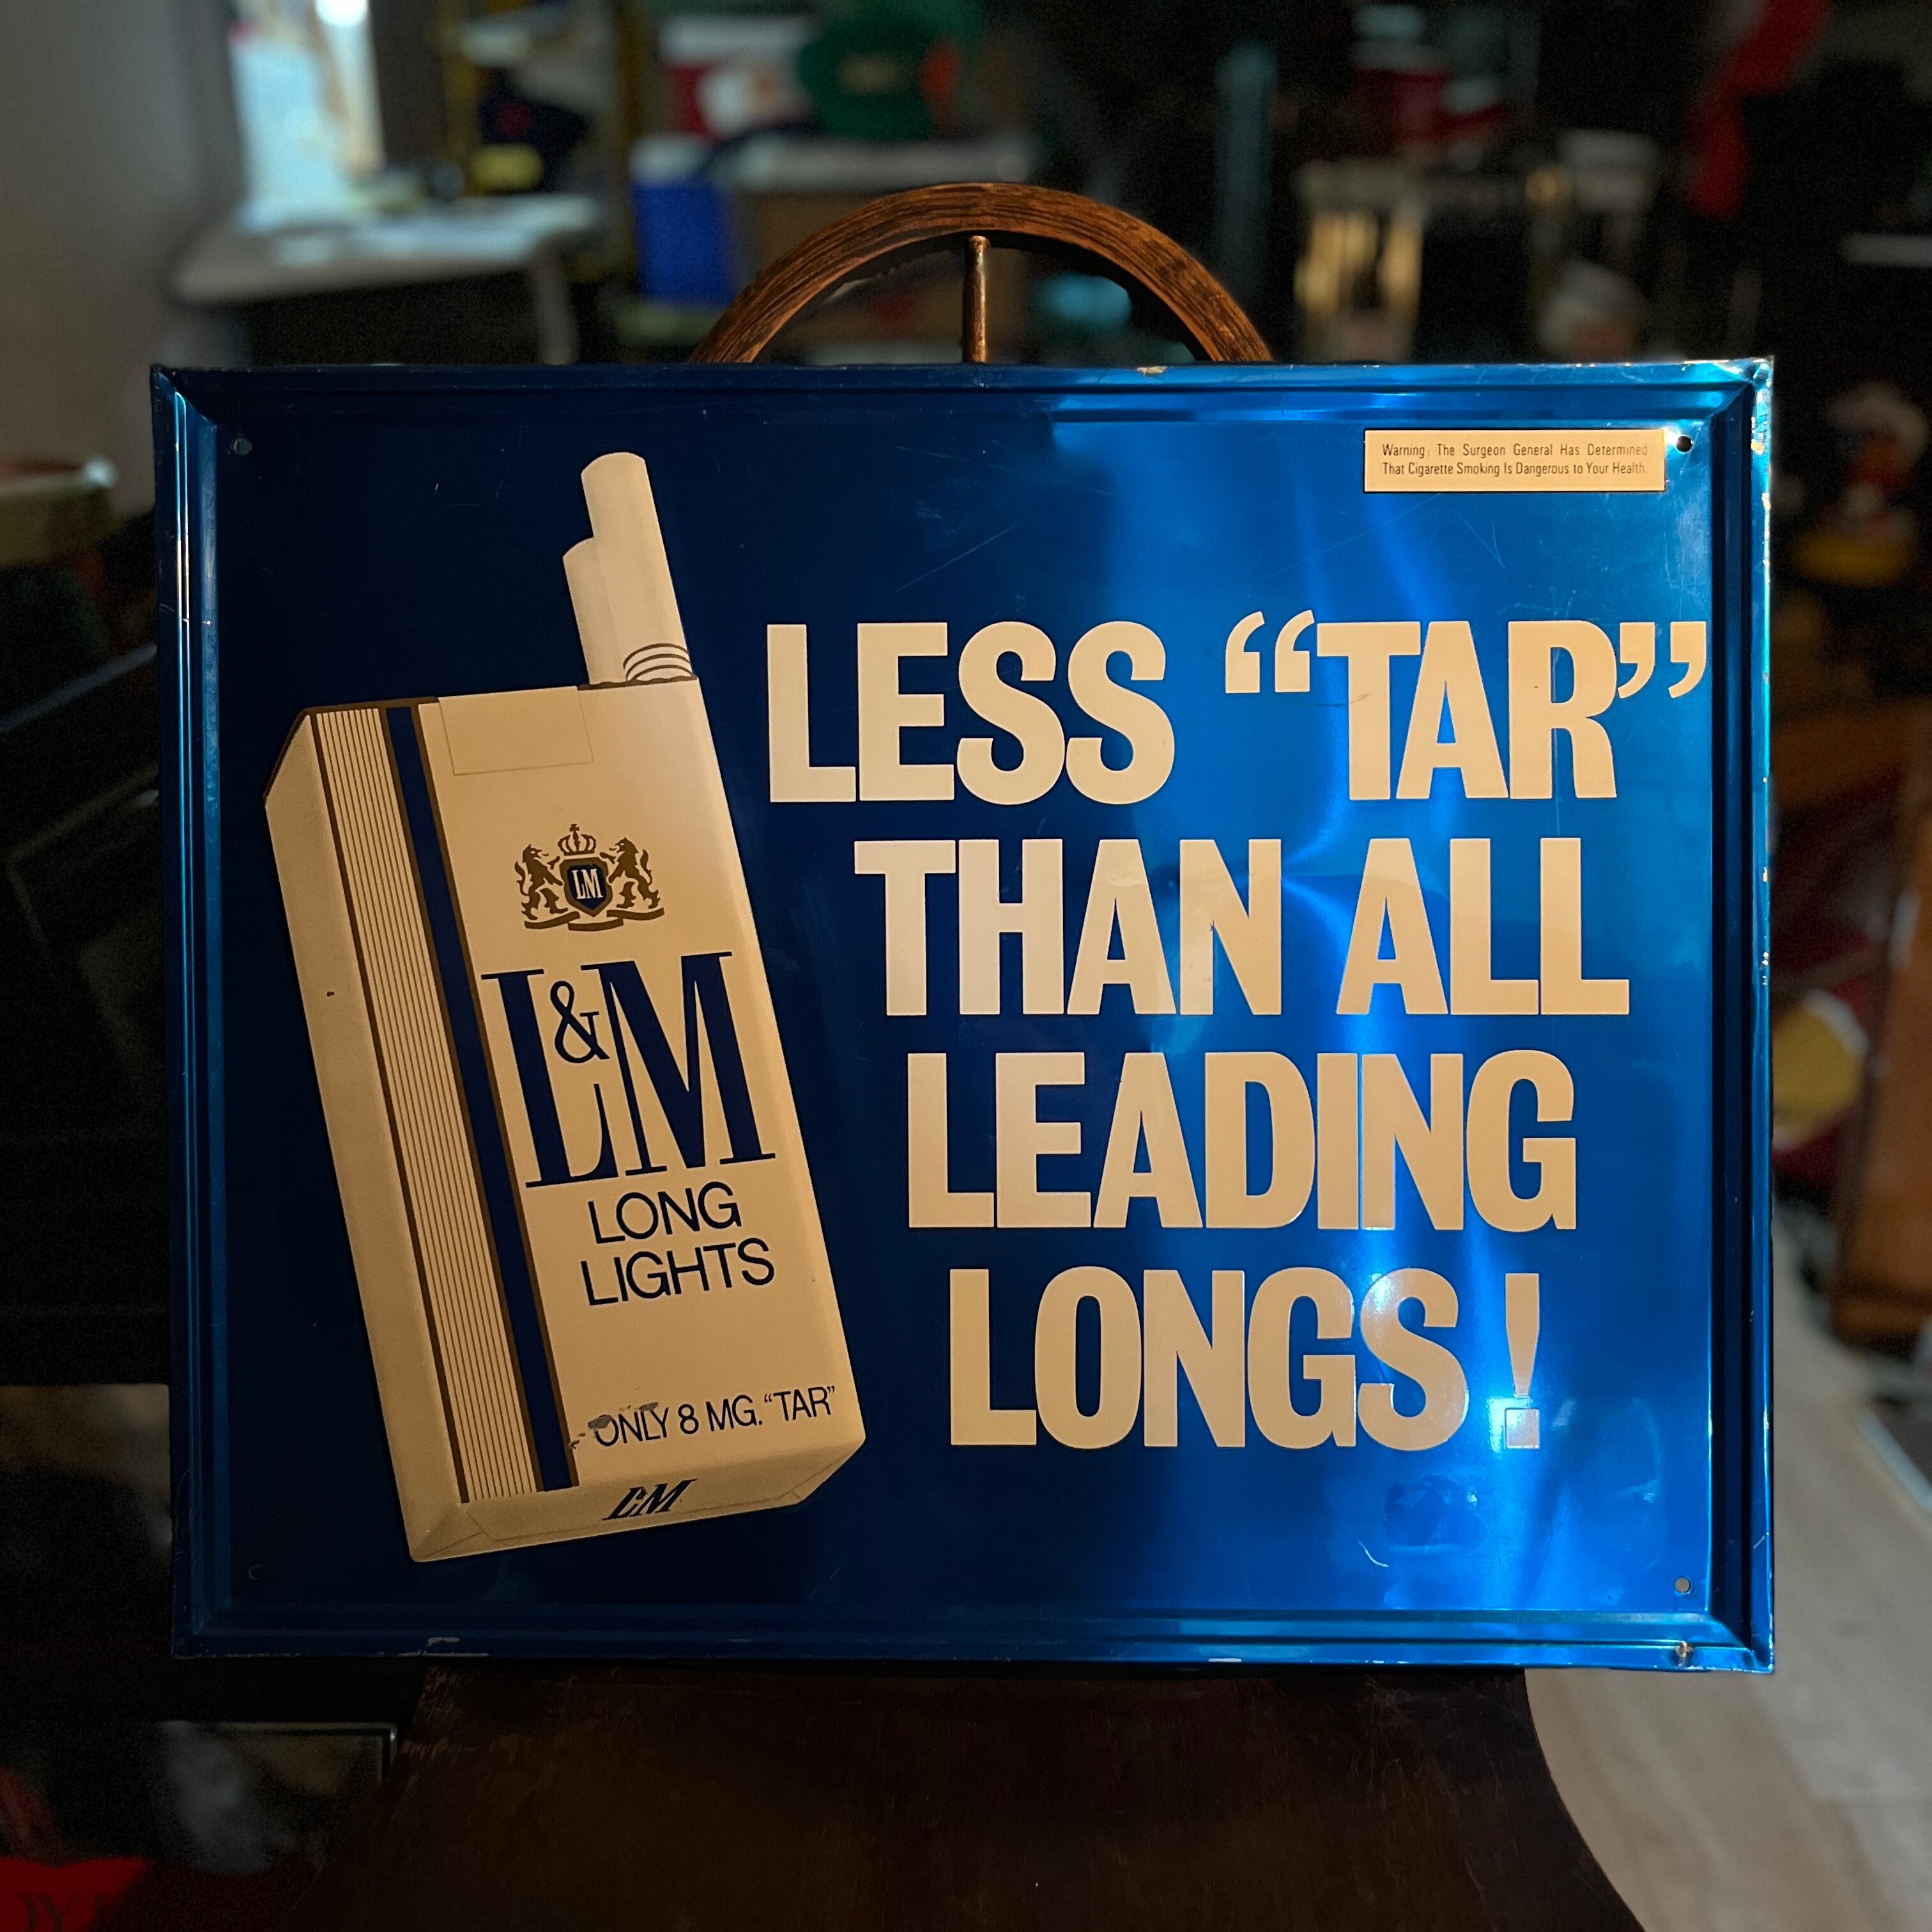 Warning: The Surgeon General Has Determined
That Cigarette Smoking Is Dangerous to Your Health.
LESS “TAR”
THAN ALL
LEADING
LONGS!
LM
L&M
LONG
LIGHTS
ONLY 8 MG. “TAR”
L&M